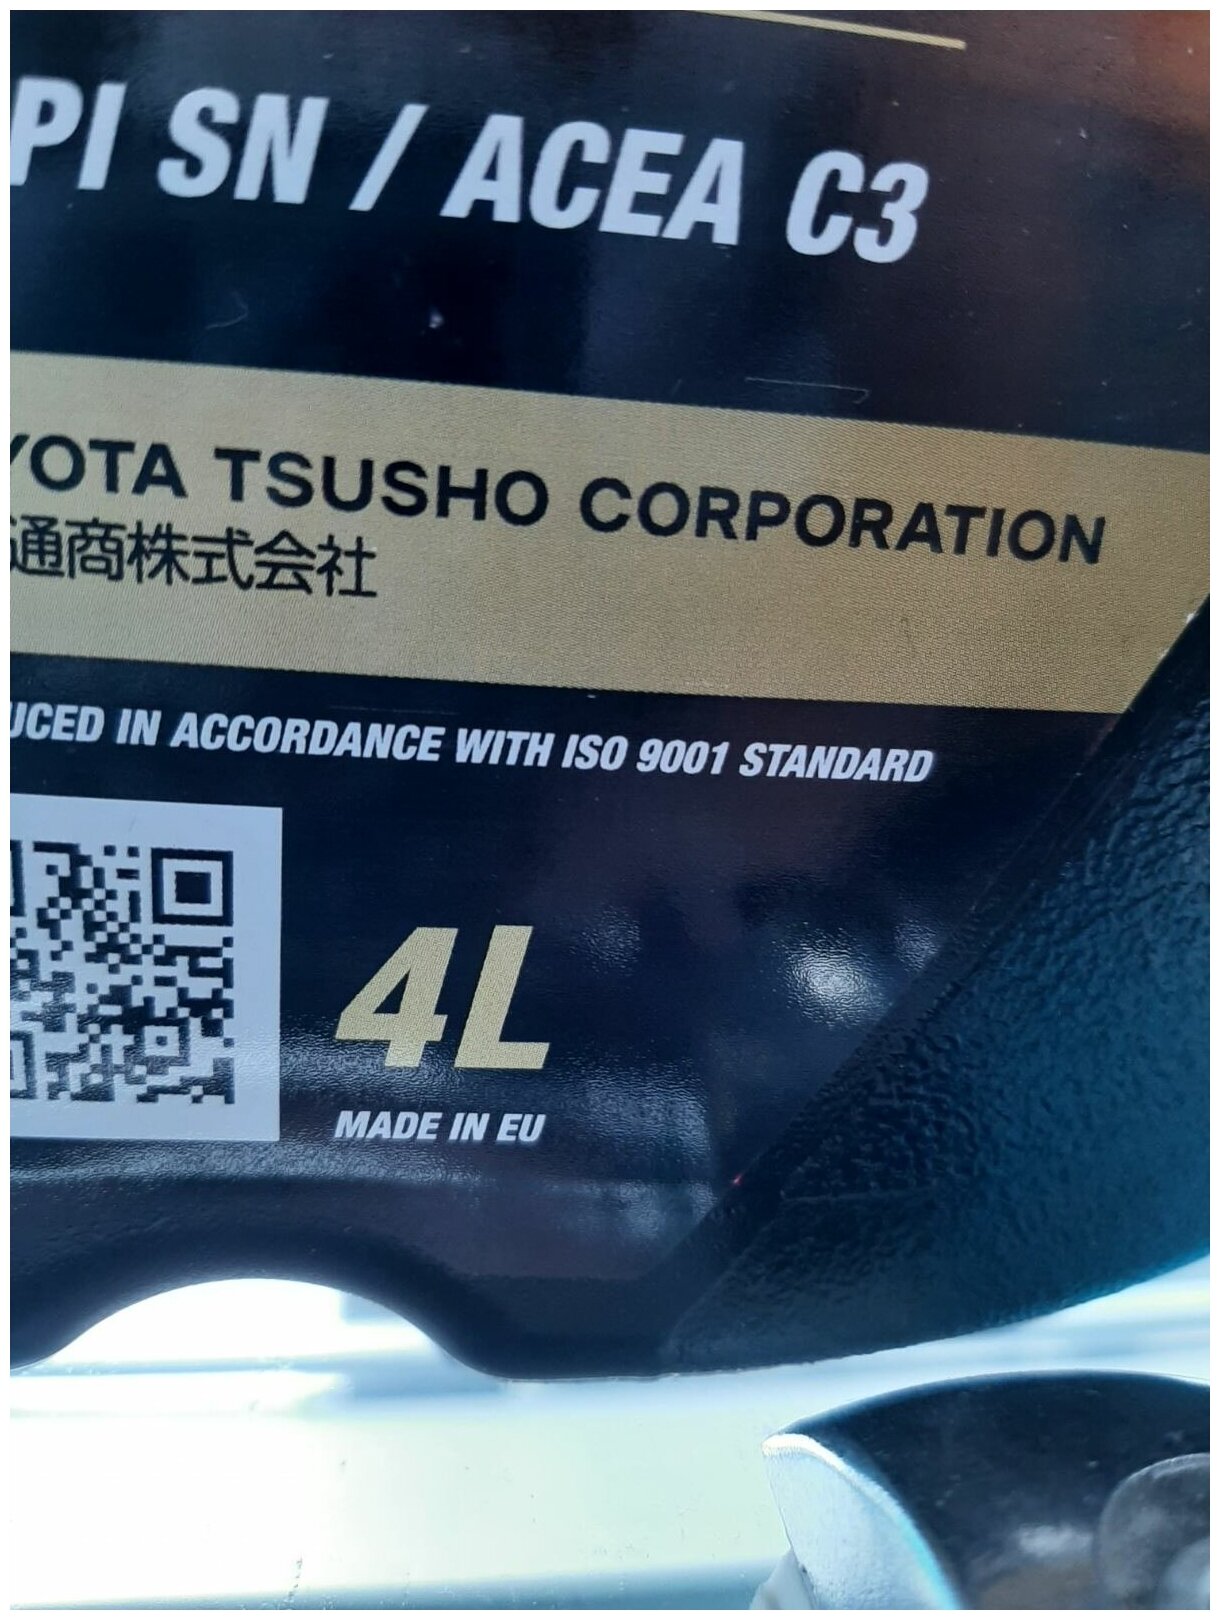 PI SN / ACEA C3
YOTA TSUSHO CORPORATION
通商株式会社
UCED IN ACCORDANCE WITH ISO 9001 STANDARD
4L
MADE IN EU